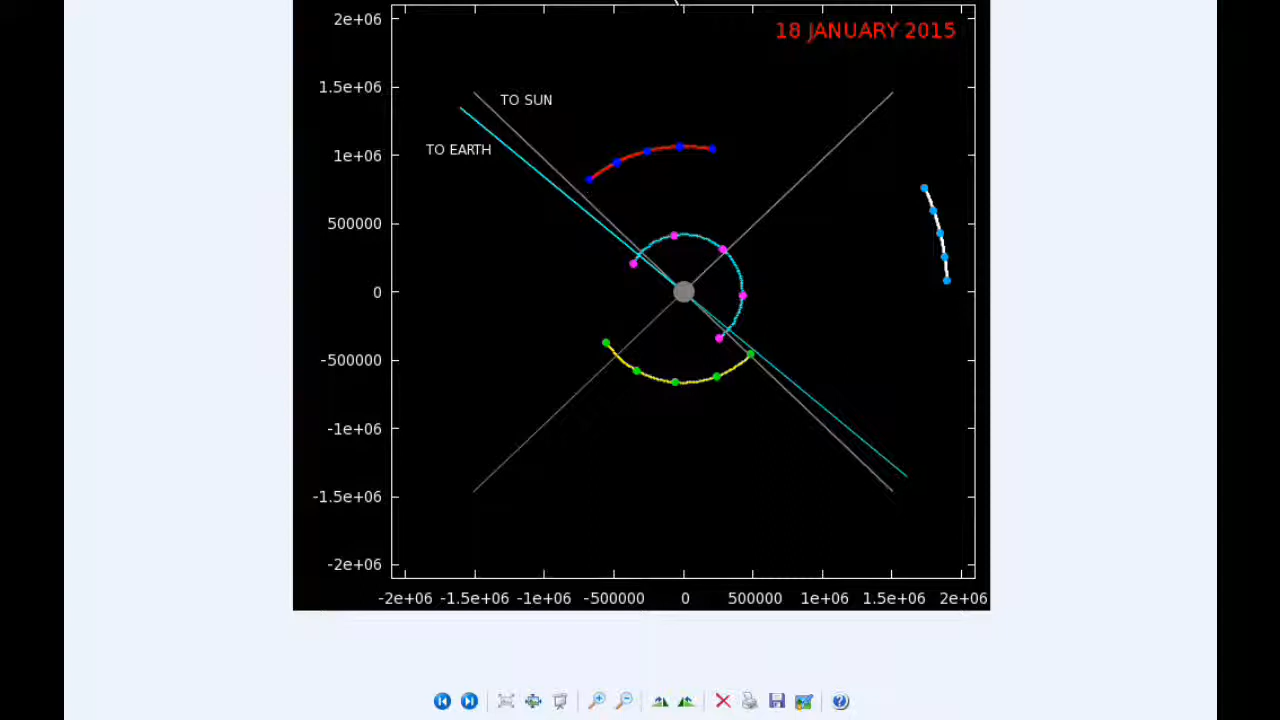 2e+06
18 JANUARY 2015
1.5e+06
TO SUN
TO EARTH
1e+06
500000
0
-500000
-1e+06
-1.5e+06
-2e+06
-2e+06 -1.5e+06 -1e+06 -500000 0 500000 1e+06 1.5e+06 2e+06